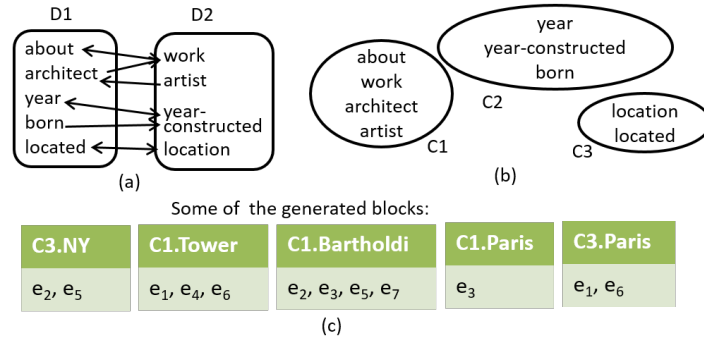 D1
about
architect
year
born
located
D2
work
artist
year-
constructed
location
(a)
about
work
architect
artist
C1
year
year-constructed
born
C2
location
located
C3
(b)
Some of the generated blocks:
C3.NY
C1.Tower
C1.Bartholdi
C1.Paris
C3.Paris
e₂, e₅
e₁, e₄, e₆
e₂, e₃, e₅, e₇
e₃
e₁, e₆
(c)